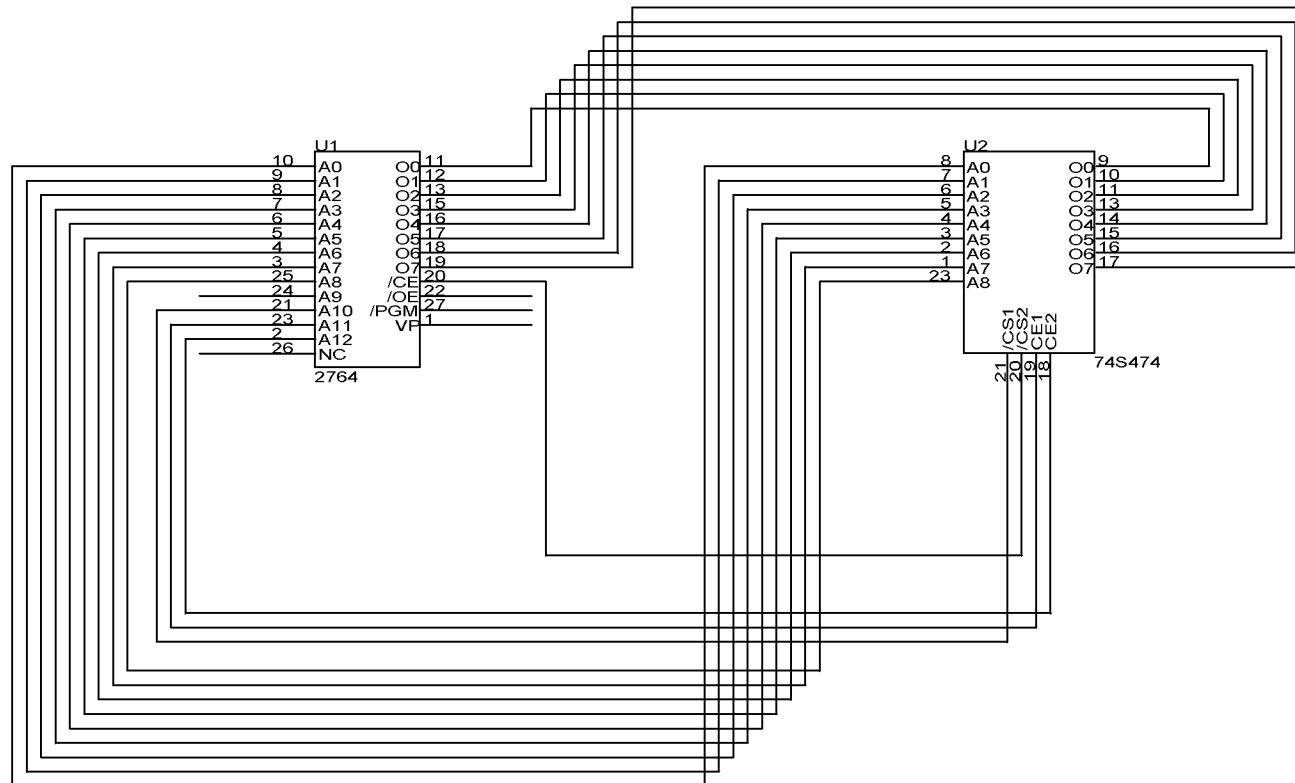 U1
10 A0 O0 11
9 A1 O1 12
8 A2 O2 13
7 A3 O3 15
6 A4 O4 16
5 A5 O5 17
4 A6 O6 18
3 A7 O7 19
25 A8 /CE 20
24 A9 /OE 22
21 A10 /PGM 27
23 A11 VP 1
2 A12
26 NC
2764
U2
8 A0 O0 9
7 A1 O1 10
6 A2 O2 11
5 A3 O3 13
4 A4 O4 14
3 A5 O5 15
2 A6 O6 16
1 A7 O7 17
23 A8
/CS1 21
/CS2 20
CE1 19
CE2 18
74S474